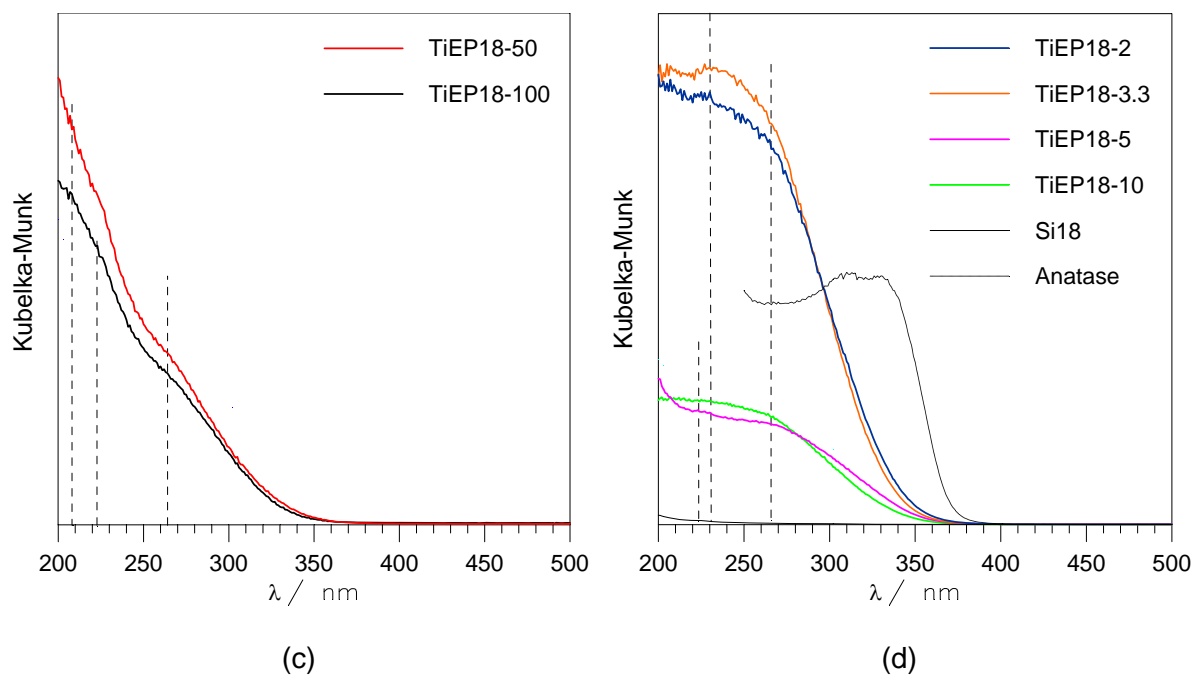 TiEP18-50
TiEP18-100
Kubelka-Munk
200 250 300 350 400 450 500
λ / nm
(c)
TiEP18-2
TiEP18-3.3
TiEP18-5
TiEP18-10
Si18
Anatase
Kubelka-Munk
200 250 300 350 400 450 500
λ / nm
(d)